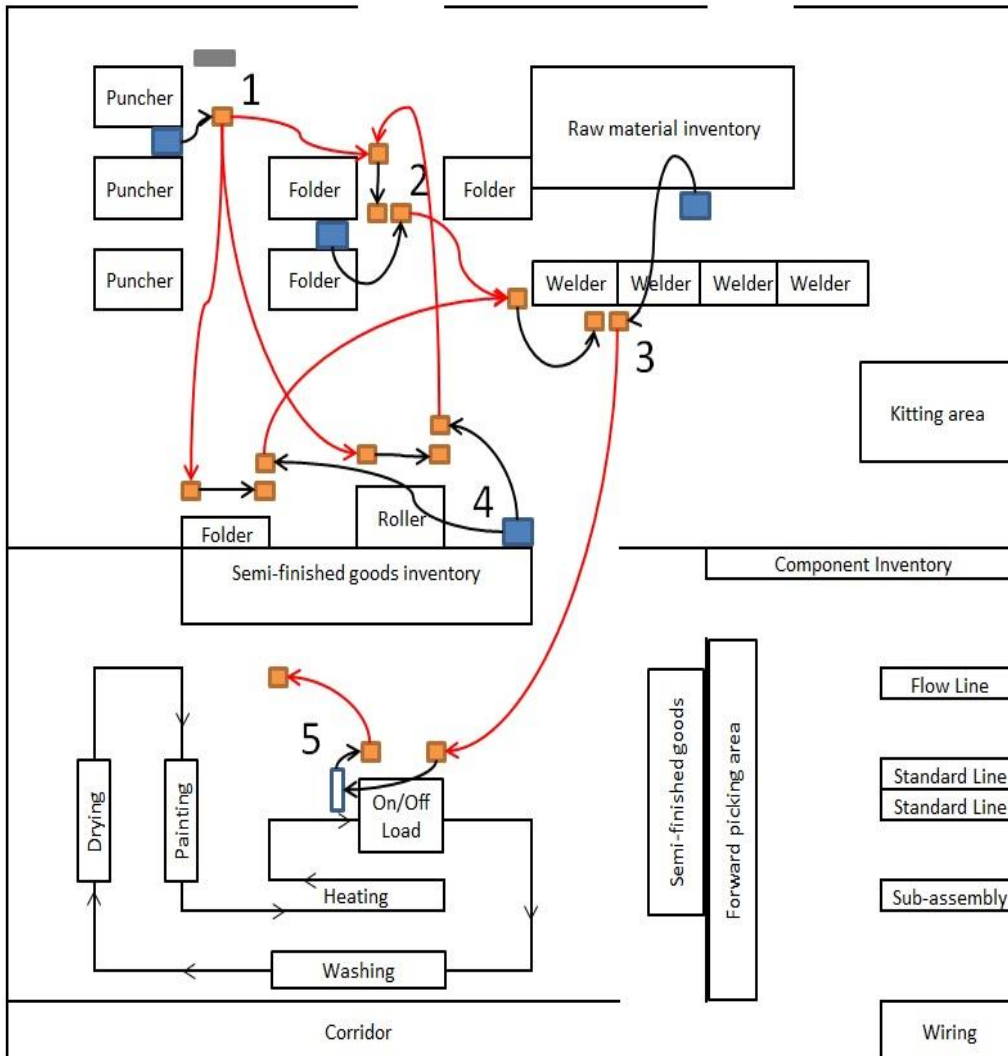 1
Puncher
Raw material inventory
Puncher
Folder
2
Folder
Puncher
Folder
Welder
Welder
Welder
Welder
3
Kitting area
4
Roller
Folder
Semi-finished goods inventory
Component Inventory
Flow Line
5
Semi-finished goods
Forward picking area
Drying
Painting
On/Off
Load
Standard Line
Standard Line
Heating
Sub-assembly
Washing
Corridor
Wiring